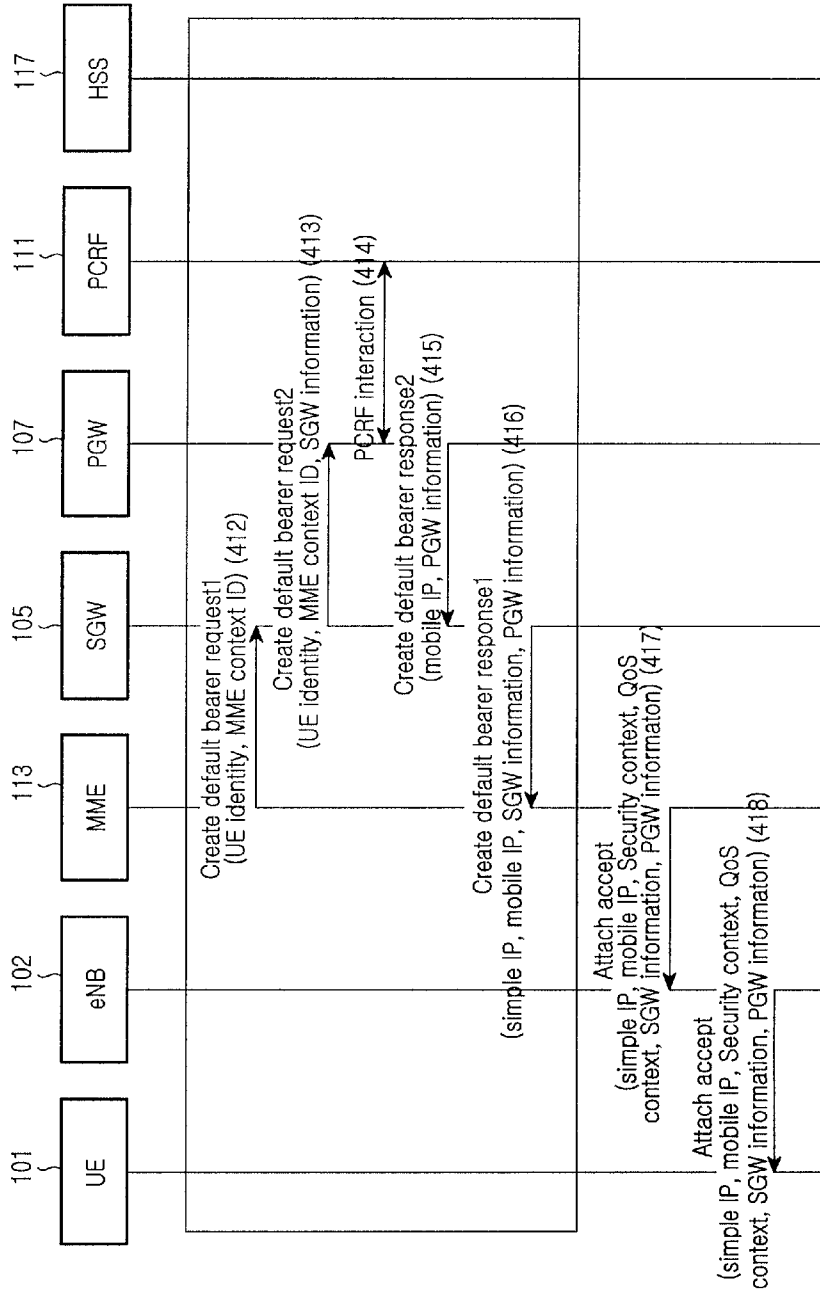 101
102
113
105
107
111
117
UE
eNB
MME
SGW
PGW
PCRF
HSS
Create default bearer request1
(UE identity, MME context ID) (412)
Create default bearer request2
(UE identity, MME context ID, SGW information) (413)
PCRF interaction (414)
Create default bearer response2
(mobile IP, PGW information) (415)
Create default bearer response1
(simple IP, mobile IP, SGW information, PGW information) (416)
Attach accept
(simple IP, mobile IP, Security context, QoS
context, SGW information, PGW informaton) (417)
Attach accept
(simple IP, mobile IP, Security context, QoS
context, SGW information, PGW informaton) (418)